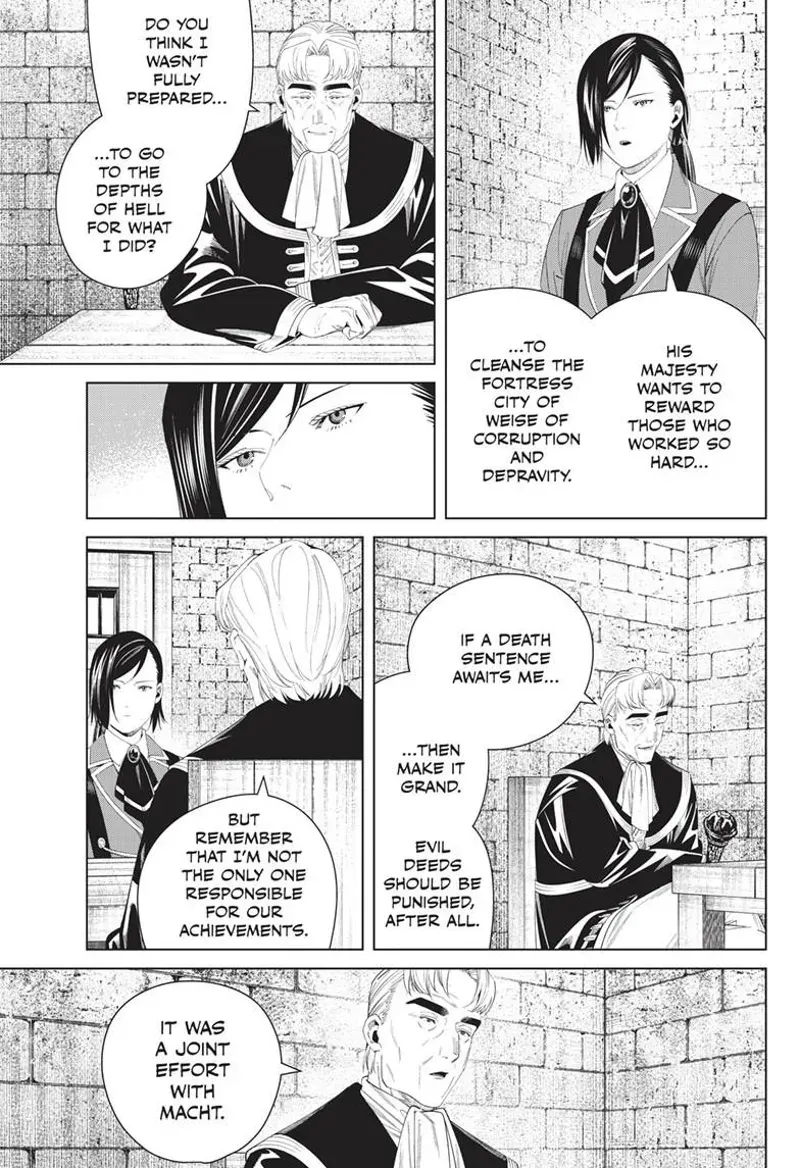 HIS
MAJESTY
WANTS TO
REWARD
THOSE WHO
WORKED SO
HARD...
...TO
CLEANSE THE
FORTRESS
CITY OF
WEISE OF
CORRUPTION
AND
DEPRAVITY.
DO YOU
THINK I
WASN'T
FULLY
PREPARED...
...TO GO
TO THE
DEPTHS
OF HELL
FOR WHAT
I DID?
IF A DEATH
SENTENCE
AWAITS ME...
...THEN
MAKE IT
GRAND.
EVIL
DEEDS
SHOULD BE
PUNISHED,
AFTER ALL.
BUT
REMEMBER
THAT I'M NOT
THE ONLY ONE
RESPONSIBLE
FOR OUR
ACHIEVEMENTS.
IT WAS
A JOINT
EFFORT
WITH
MACHT.